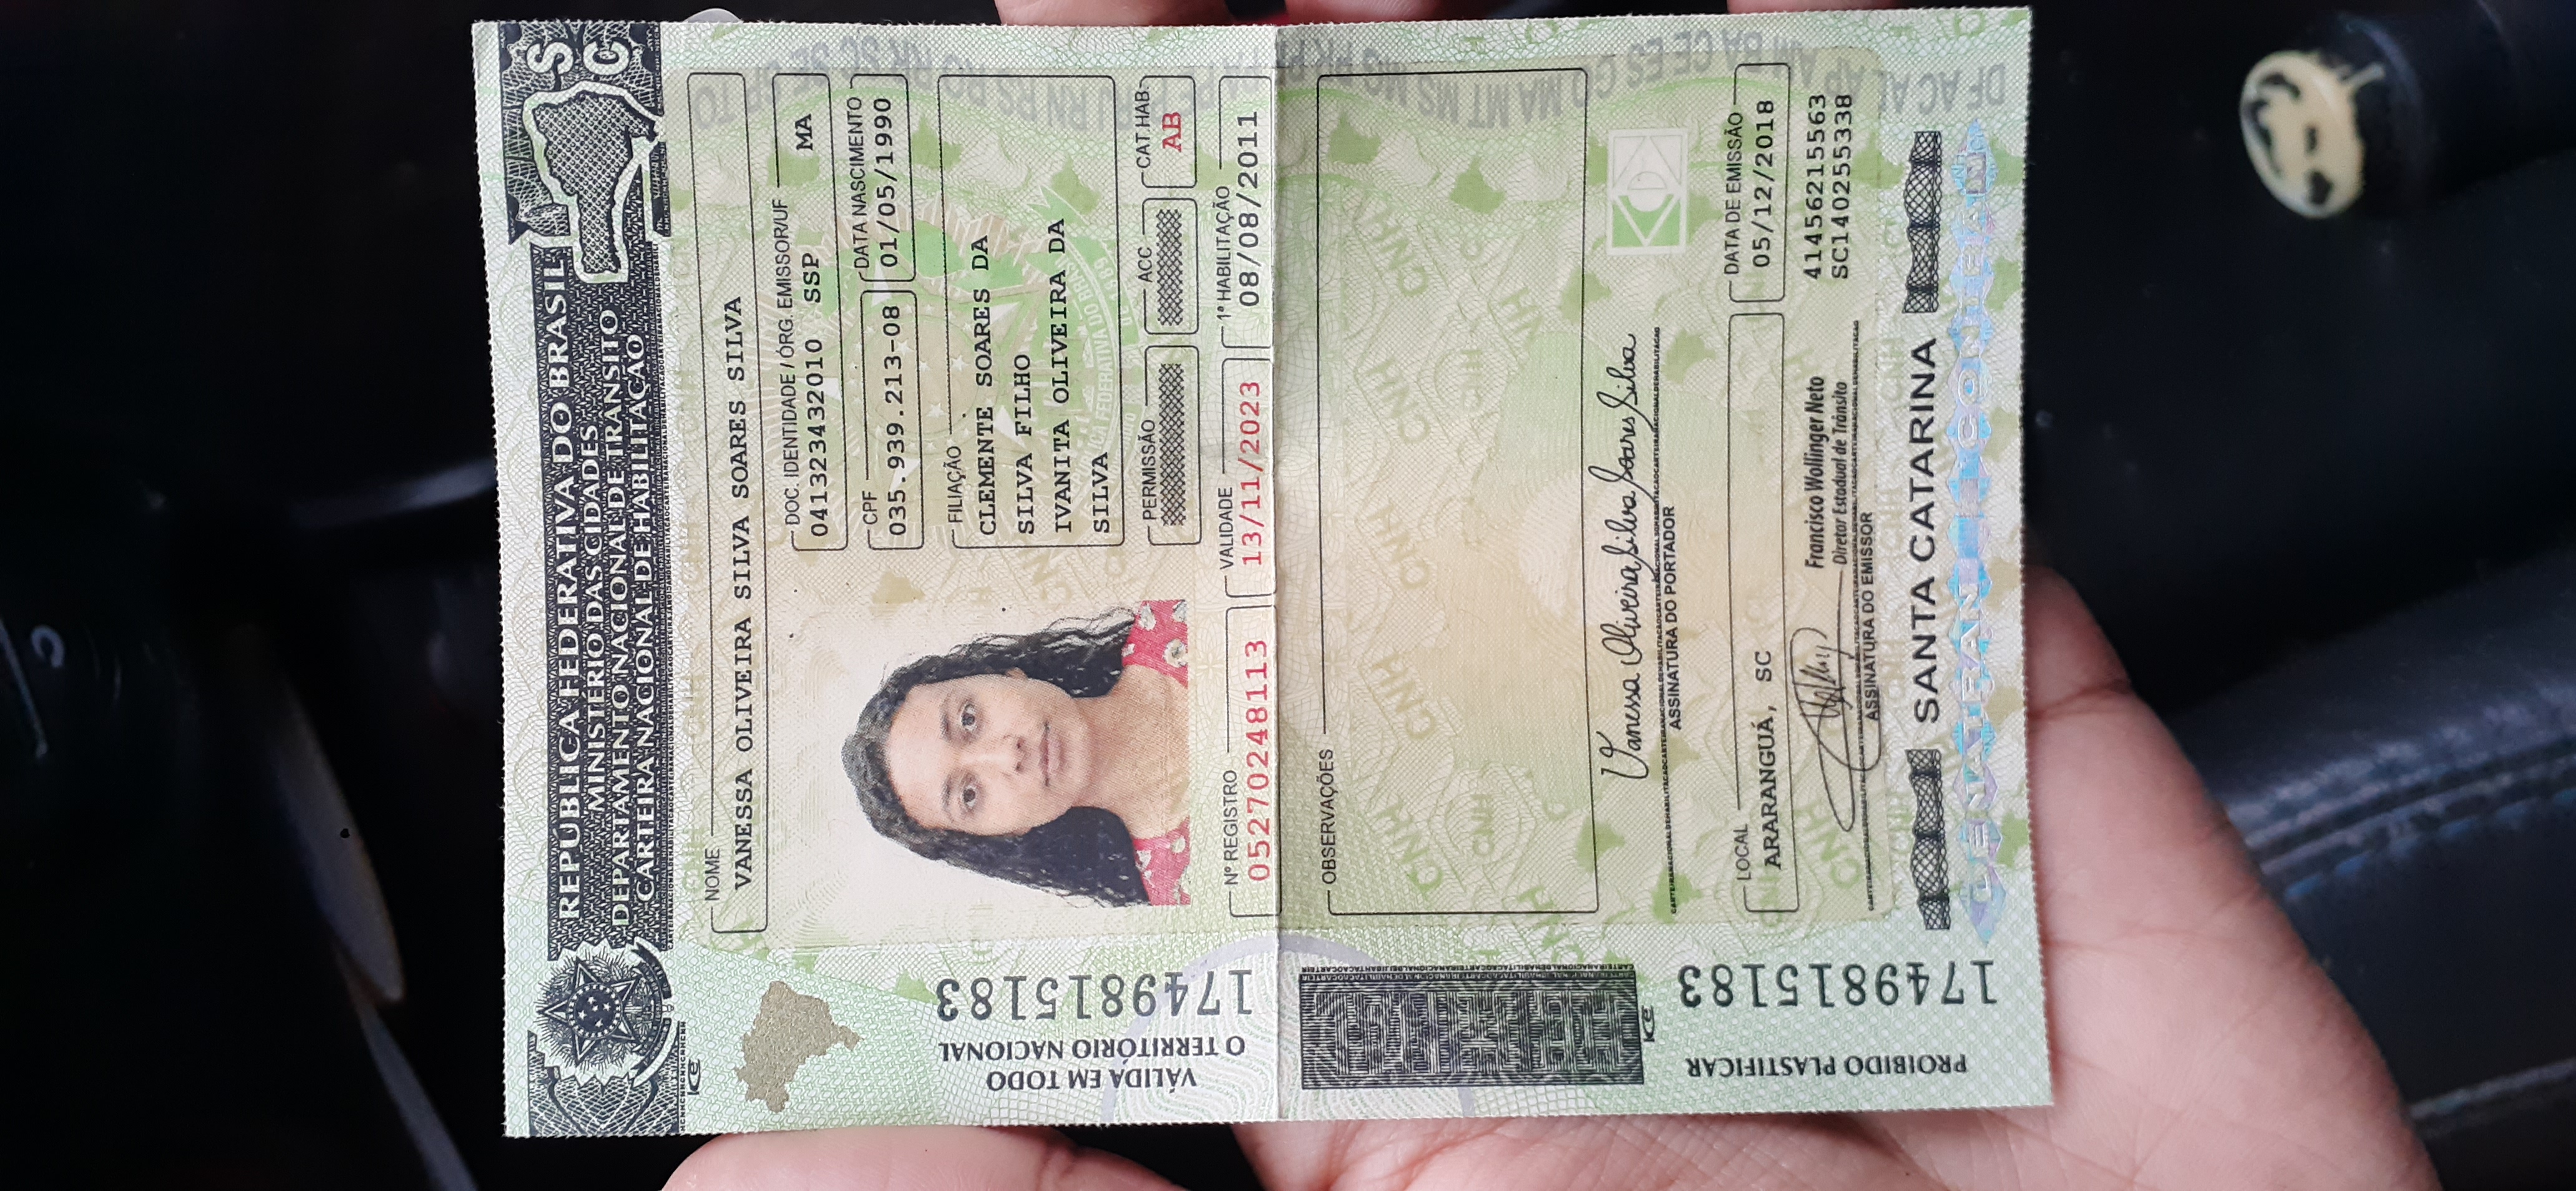 REPÚBLICA FEDERATIVA DO BRASIL
MINISTÉRIO DAS CIDADES
DEPARTAMENTO NACIONAL DE TRÂNSITO
CARTEIRA NACIONAL DE HABILITAÇÃO
SC
NOME
VANESSA OLIVEIRA SILVA SOARES SILVA
DOC. IDENTIDADE / ÓRG. EMISSOR/UF
041323432010 SSP MA
CPF
035.939.213-08
DATA NASCIMENTO
01/05/1990
FILIAÇÃO
CLEMENTE SOARES DA
SILVA FILHO
IVANITA OLIVEIRA DA
SILVA
PERMISSÃO
ACC
CAT.HAB.
AB
Nº REGISTRO
05270248113
VALIDADE
13/11/2023
1ª HABILITAÇÃO
08/08/2011
VÁLIDA EM TODO
O TERRITÓRIO NACIONAL
1749815183
OBSERVAÇÕES
Vanessa Oliveira Silva Soares Silva
ASSINATURA DO PORTADOR
LOCAL
ARARANGUÁ, SC
DATA DE EMISSÃO
05/12/2018
Francisco Wollinger Neto
Diretor Estadual de Trânsito
41456215563
SC140255338
ASSINATURA DO EMISSOR
PROIBIDO PLASTIFICAR
1749815183
SANTA CATARINA
DENATRAN CONTRAN